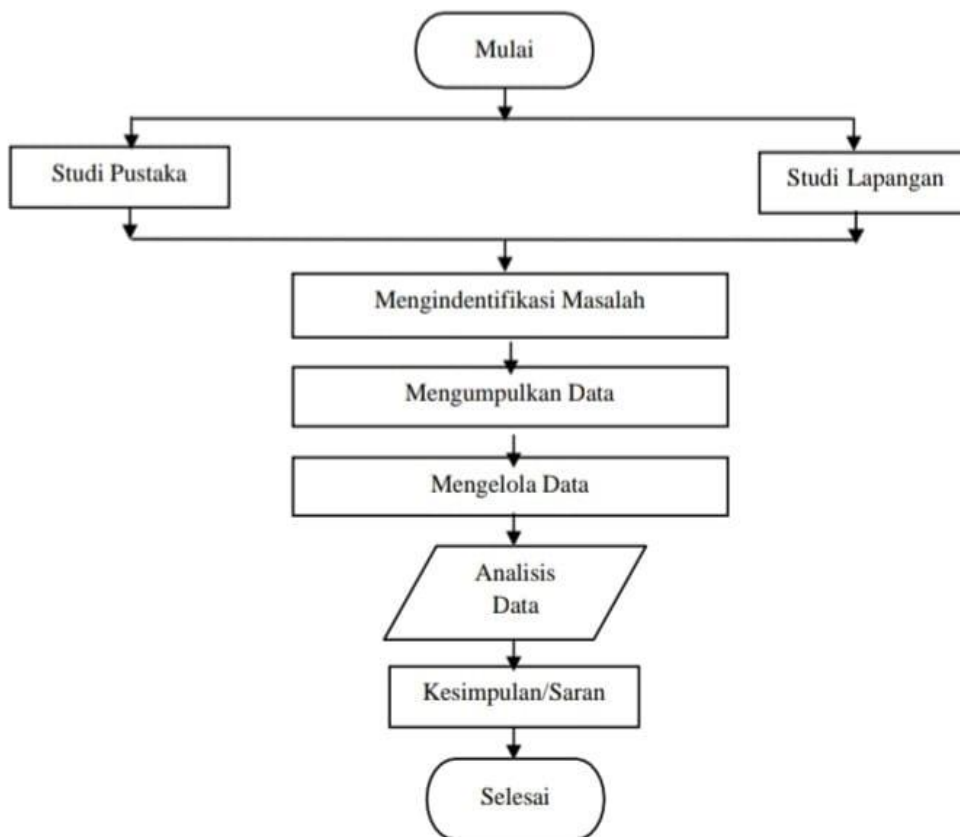 Mulai
Studi Pustaka
Studi Lapangan
Mengindentifikasi Masalah
Mengumpulkan Data
Mengelola Data
Analisis
Data
Kesimpulan/Saran
Selesai